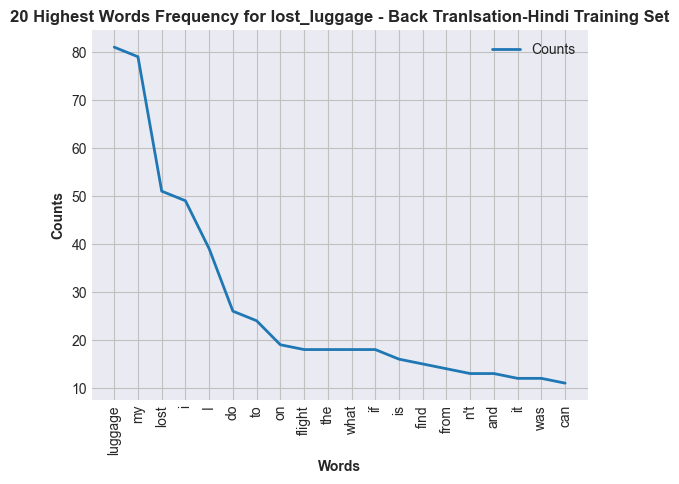 20 Highest Words Frequency for lost_luggage - Back Tranlsation-Hindi Training Set
Counts
80
70
60
50
40
30
20
10
Counts
luggage my lost i I do to on flight the what if is find from n't and it was can
Words